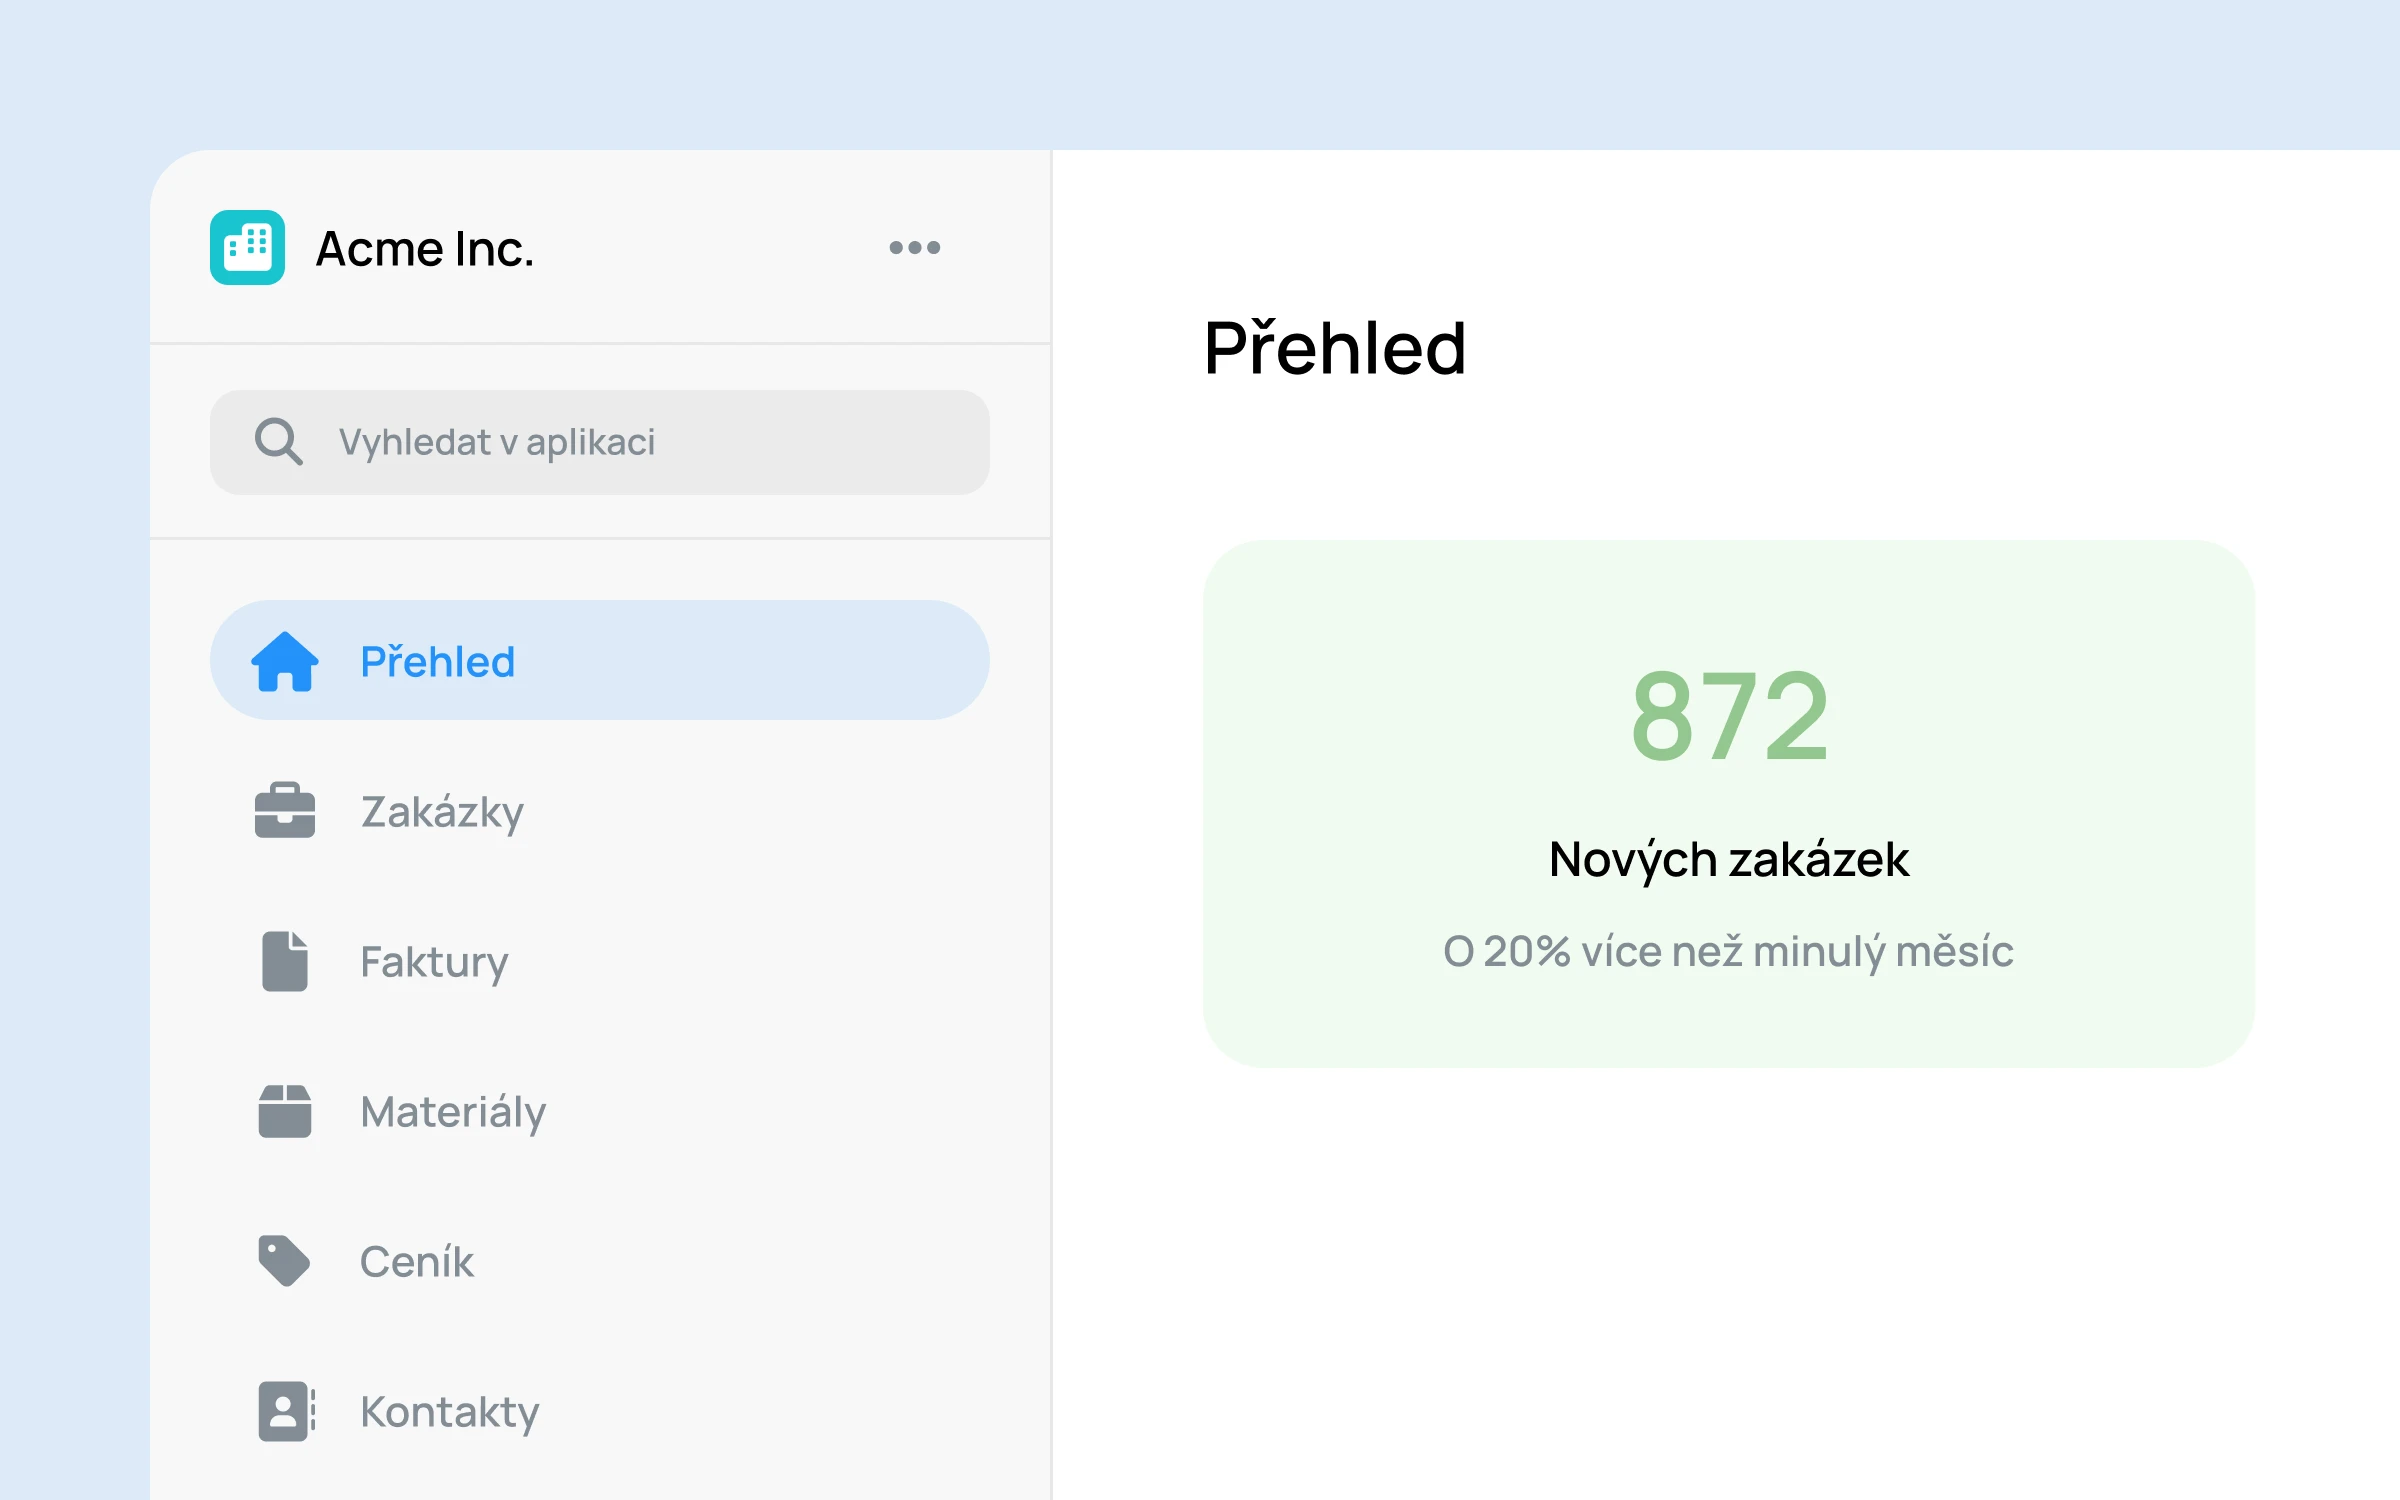 Acme Inc.
Vyhledat v aplikaci
Přehled
Zakázky
Faktury
Materiály
Ceník
Kontakty
Přehled
872
Nových zakázek
O 20% více než minulý měsíc